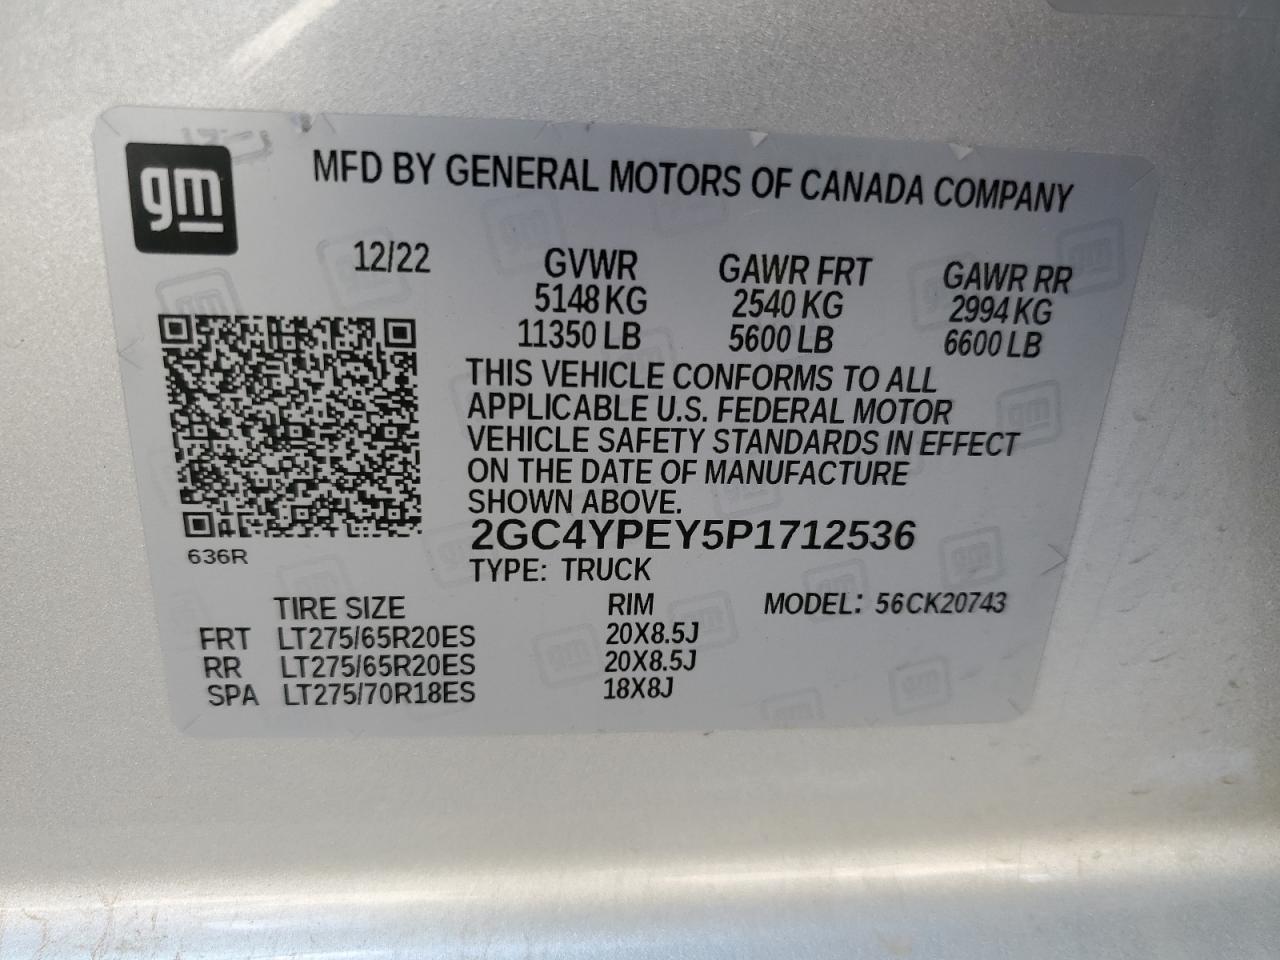 gm
MFD BY GENERAL MOTORS OF CANADA COMPANY
12/22 GVWR GAWR FRT GAWR RR
5148 KG 2540 KG 2994 KG
11350 LB 5600 LB 6600 LB
THIS VEHICLE CONFORMS TO ALL
APPLICABLE U.S. FEDERAL MOTOR
VEHICLE SAFETY STANDARDS IN EFFECT
ON THE DATE OF MANUFACTURE
SHOWN ABOVE.
2GC4YPEY5P1712536
636R
TYPE: TRUCK
TIRE SIZE RIM MODEL: 56CK20743
FRT LT275/65R20ES 20X8.5J
RR LT275/65R20ES 20X8.5J
SPA LT275/70R18ES 18X8J